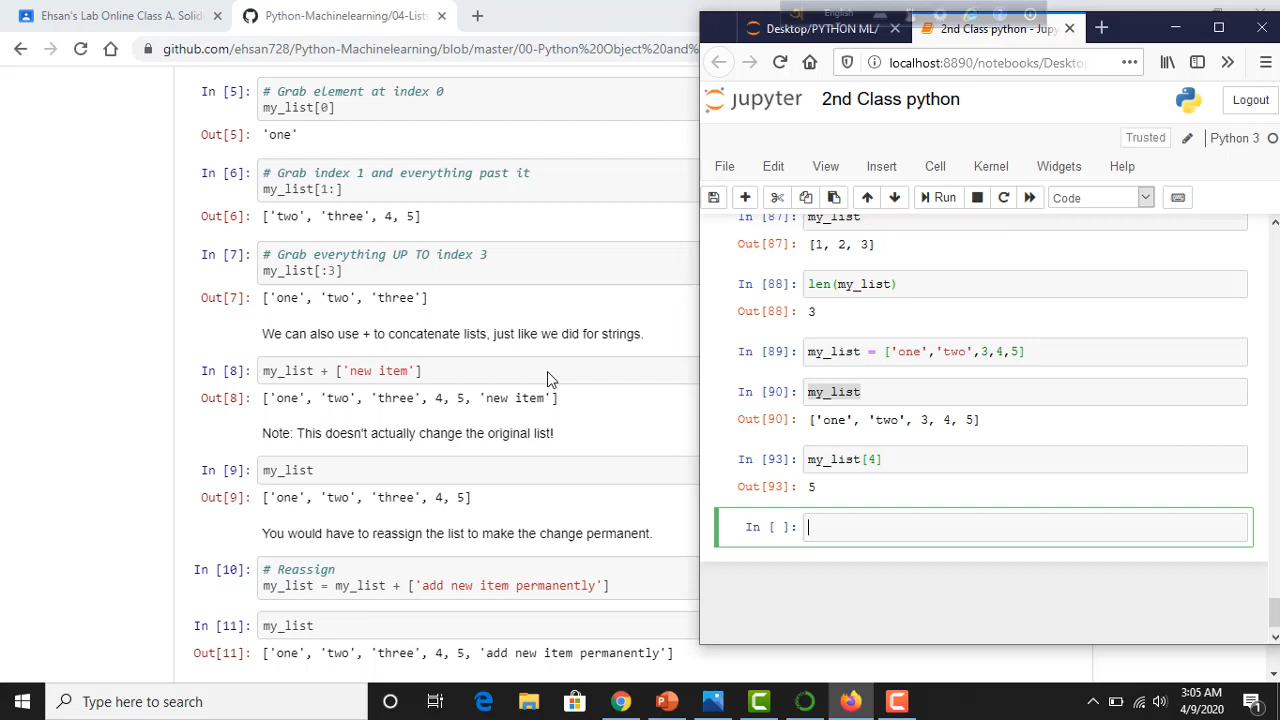 Ehsan's Lab Online Class A. Solid
Python-Machinelearning/04-Lists
github.com/ehsan728/Python-Machinelearning/blob/master/00-Python%20Object%20and%
In [5]: # Grab element at index 0
my_list[0]
Out[5]: 'one'
In [6]: # Grab index 1 and everything past it
my_list[1:]
Out[6]: ['two', 'three', 4, 5]
In [7]: # Grab everything UP TO index 3
my_list[:3]
Out[7]: ['one', 'two', 'three']
We can also use + to concatenate lists, just like we did for strings.
In [8]: my_list + ['new item']
Out[8]: ['one', 'two', 'three', 4, 5, 'new item']
Note: This doesn't actually change the original list!
In [9]: my_list
Out[9]: ['one', 'two', 'three', 4, 5]
You would have to reassign the list to make the change permanent.
In [10]: # Reassign
my_list = my_list + ['add new item permanently']
In [11]: my_list
Out[11]: ['one', 'two', 'three', 4, 5, 'add new item permanently']
English
Desktop/PYTHON ML/
2nd Class python - Jupy
localhost:8890/notebooks/Deskto
jupyter 2nd Class python
Logout
Trusted Python 3
File Edit View Insert Cell Kernel Widgets Help
Run Code
In [87]: my_list
Out[87]: [1, 2, 3]
In [88]: len(my_list)
Out[88]: 3
In [89]: my_list = ['one','two',3,4,5]
In [90]: my_list
Out[90]: ['one', 'two', 3, 4, 5]
In [93]: my_list[4]
Out[93]: 5
In [ ]:
Type here to search
3:05 AM
4/9/2020
1